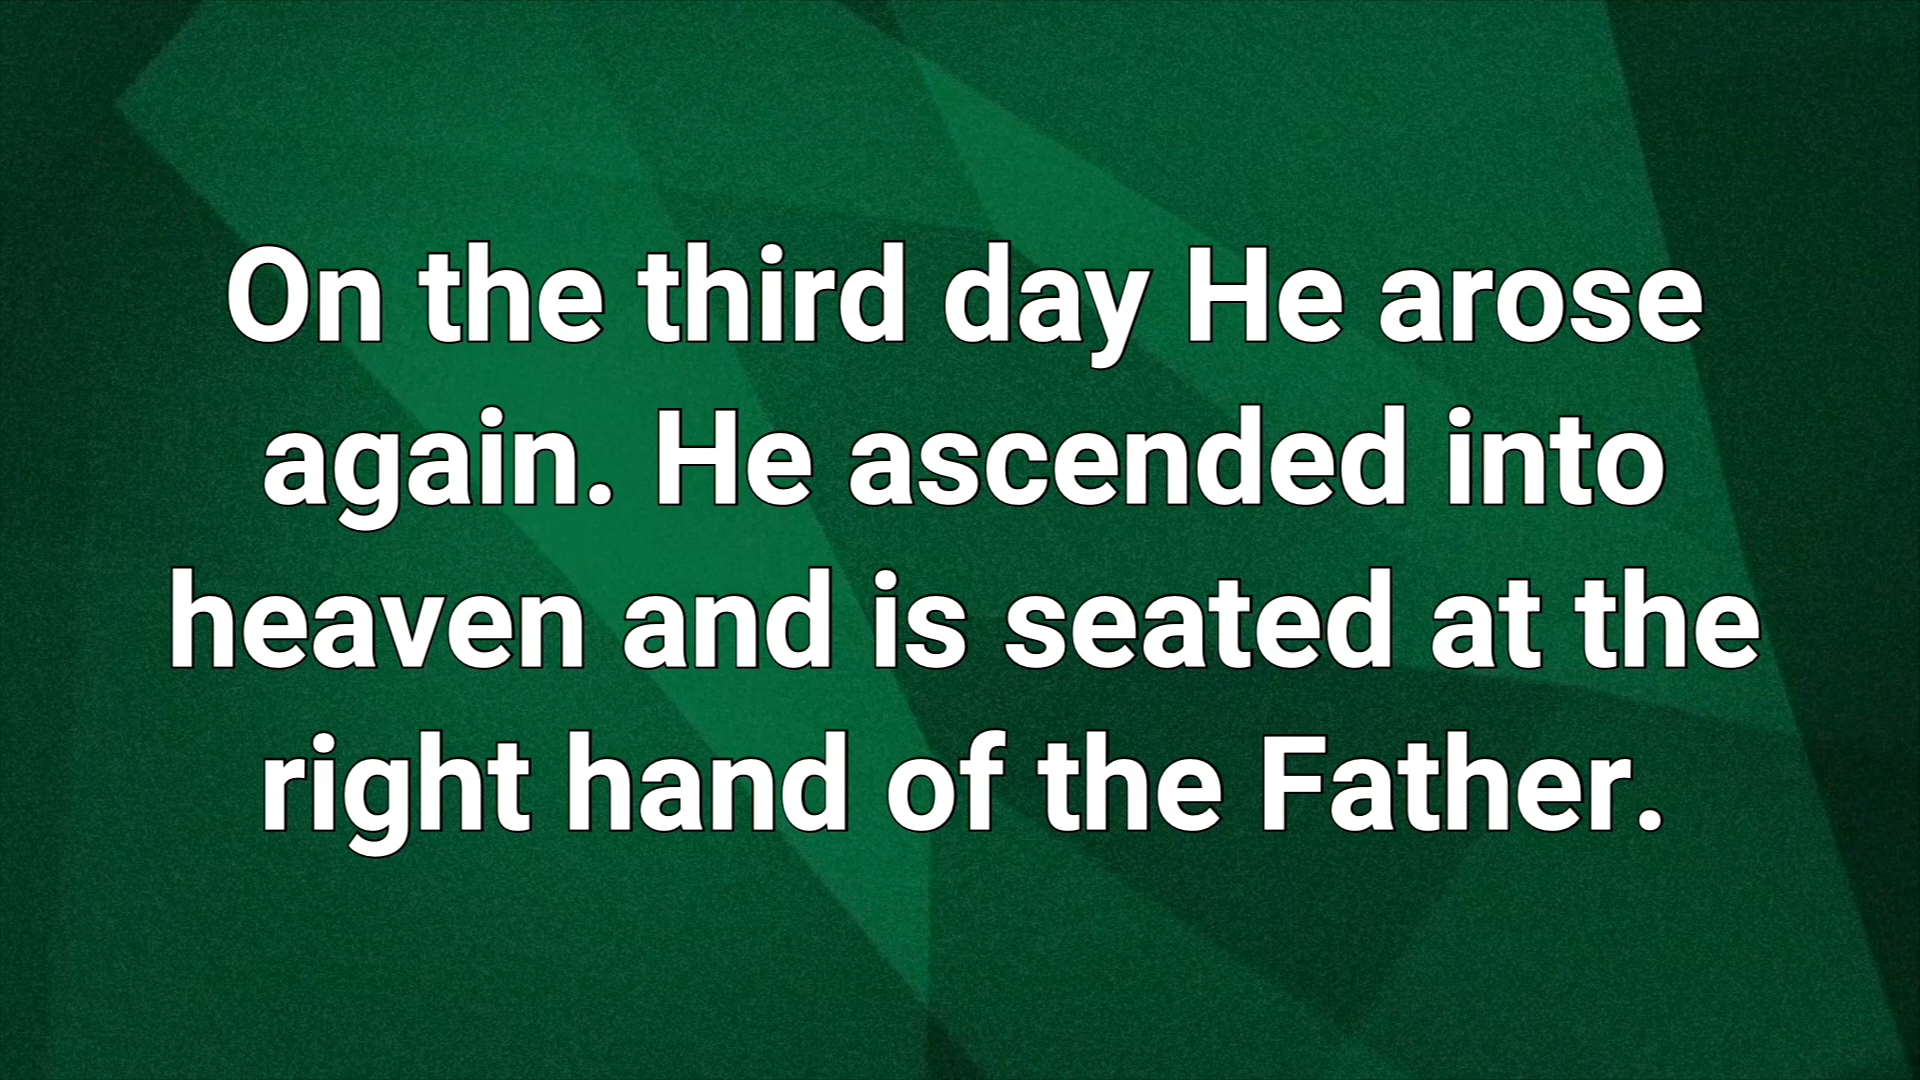 On the third day He arose
again. He ascended into
heaven and is seated at the
right hand of the Father.